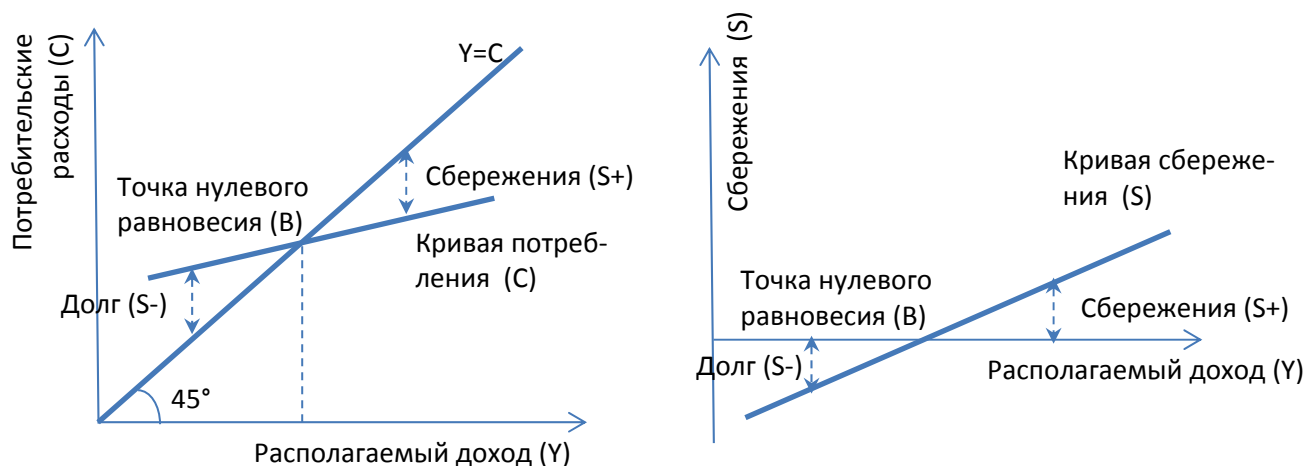 Потребительские
расходы (C)
Y=C
Точка нулевого
равновесия (B)
Сбережения (S+)
Кривая потреб-
ления (C)
Долг (S-)
45°
Располагаемый доход (Y)
Сбережения (S)
Кривая сбереже-
ния (S)
Точка нулевого
равновесия (B)
Сбережения (S+)
Долг (S-)
Располагаемый доход (Y)